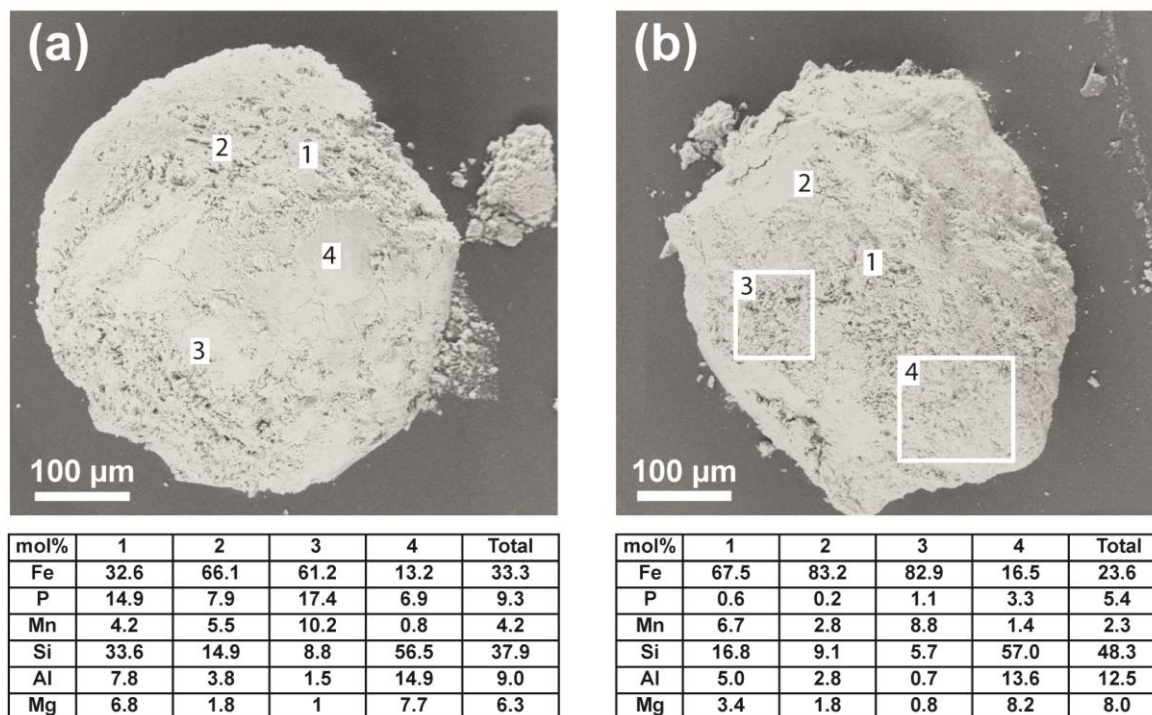 (a)
2
1
4
3
100 µm
mol% 1 2 3 4 Total
Fe 32.6 66.1 61.2 13.2 33.3
P 14.9 7.9 17.4 6.9 9.3
Mn 4.2 5.5 10.2 0.8 4.2
Si 33.6 14.9 8.8 56.5 37.9
Al 7.8 3.8 1.5 14.9 9.0
Mg 6.8 1.8 1 7.7 6.3
(b)
2
1
3
4
100 µm
mol% 1 2 3 4 Total
Fe 67.5 83.2 82.9 16.5 23.6
P 0.6 0.2 1.1 3.3 5.4
Mn 6.7 2.8 8.8 1.4 2.3
Si 16.8 9.1 5.7 57.0 48.3
Al 5.0 2.8 0.7 13.6 12.5
Mg 3.4 1.8 0.8 8.2 8.0